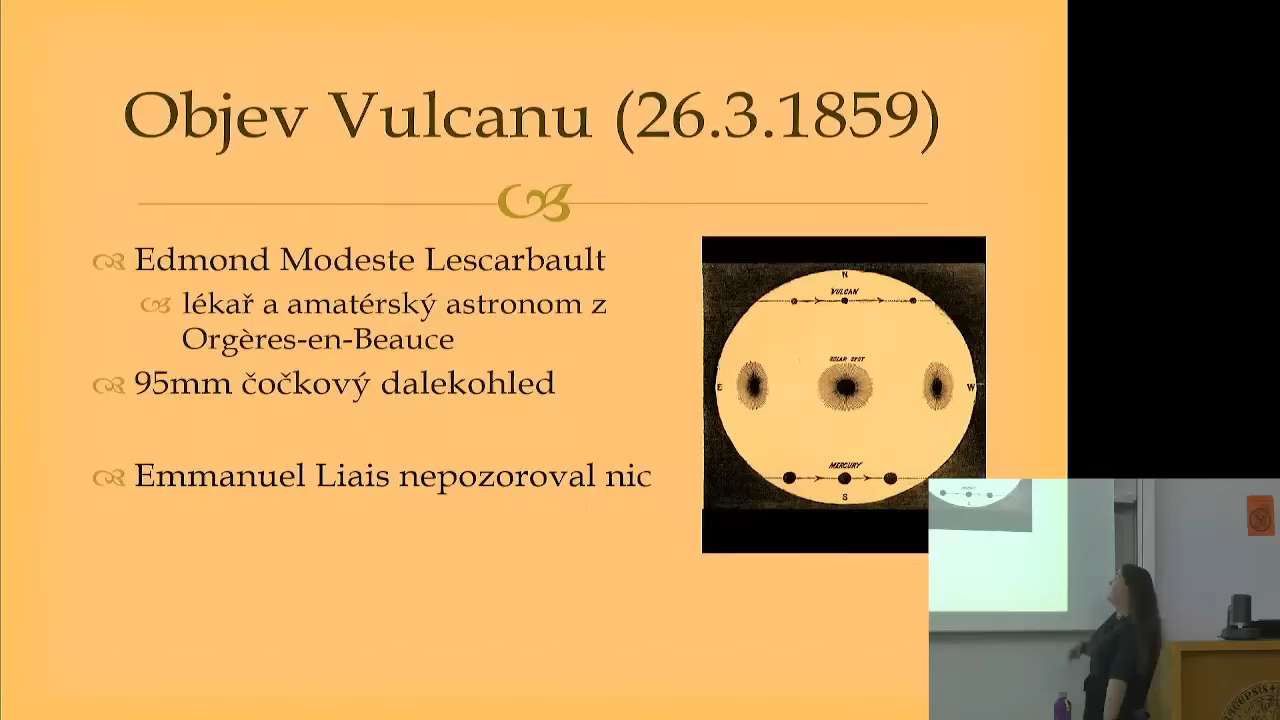 Objev Vulcanu (26.3.1859)
Edmond Modeste Lescarbault
lékař a amatérský astronom z
Orgères-en-Beauce
95mm čočkový dalekohled
Emmanuel Liais nepozoroval nic
N
VULCAN
SOLAR SPOT
E
W
MERCURY
S